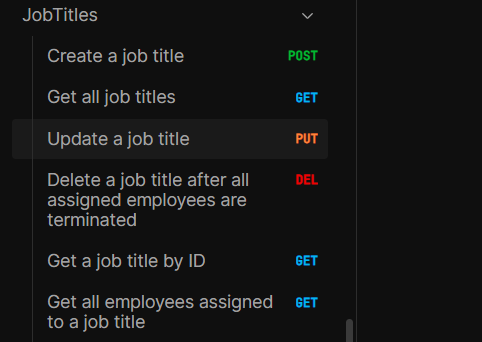 JobTitles
Create a job title POST
Get all job titles GET
Update a job title PUT
Delete a job title after all DEL
assigned employees are
terminated
Get a job title by ID GET
Get all employees assigned GET
to a job title